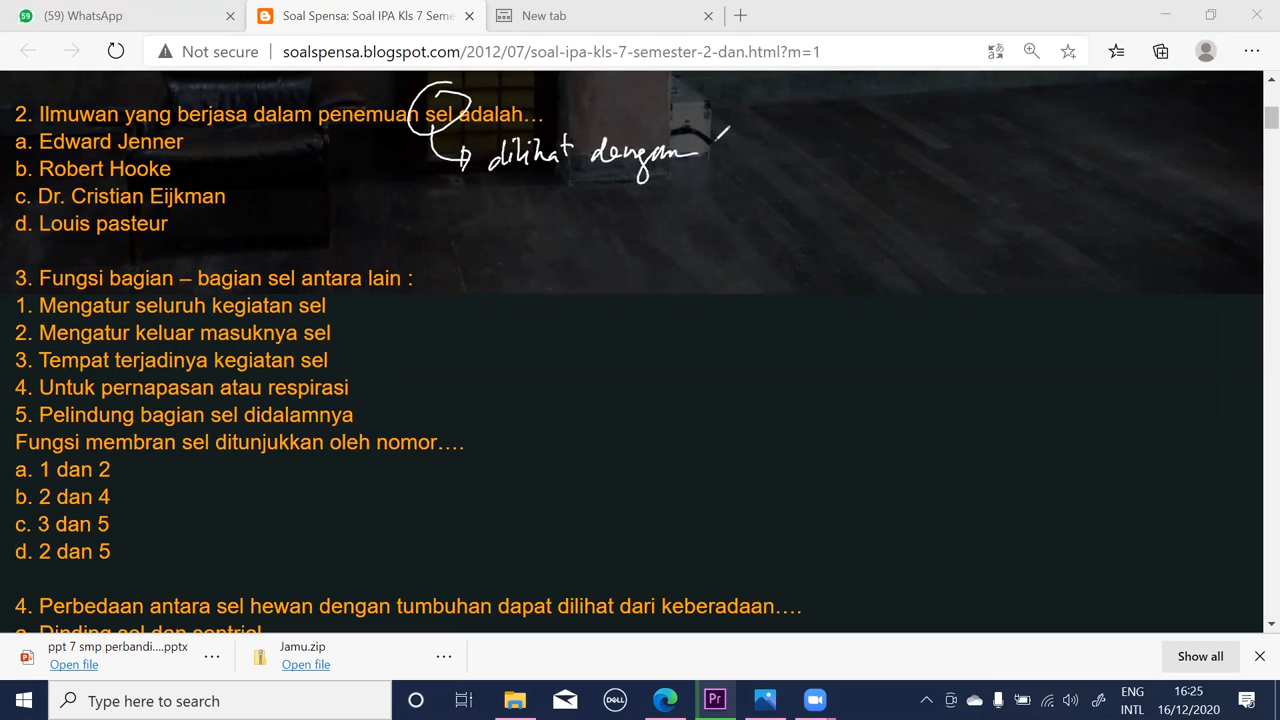 (59) WhatsApp
Soal Spensa: Soal IPA Kls 7 Seme
New tab
Not secure
soalspensa.blogspot.com/2012/07/soal-ipa-kls-7-semester-2-dan.html?m=1
2. Ilmuwan yang berjasa dalam penemuan sel adalah…
a. Edward Jenner
dilihat dengan
b. Robert Hooke
c. Dr. Cristian Eijkman
d. Louis pasteur
3. Fungsi bagian – bagian sel antara lain :
1. Mengatur seluruh kegiatan sel
2. Mengatur keluar masuknya sel
3. Tempat terjadinya kegiatan sel
4. Untuk pernapasan atau respirasi
5. Pelindung bagian sel didalamnya
Fungsi membran sel ditunjukkan oleh nomor….
a. 1 dan 2
b. 2 dan 4
c. 3 dan 5
d. 2 dan 5
4. Perbedaan antara sel hewan dengan tumbuhan dapat dilihat dari keberadaan….
a. Dinding sel dan sentriol
ppt 7 smp perbandi....pptx
Open file
Jamu.zip
Open file
Show all
Type here to search
DELL
Pr
ENG
INTL
16:25
16/12/2020